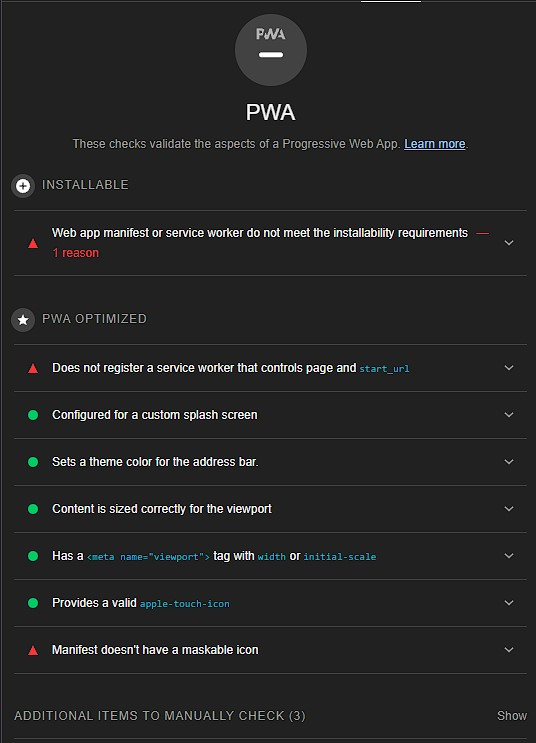 PWA
PWA
These checks validate the aspects of a Progressive Web App. Learn more.
INSTALLABLE
Web app manifest or service worker do not meet the installability requirements —
1 reason
PWA OPTIMIZED
Does not register a service worker that controls page and start_url
Configured for a custom splash screen
Sets a theme color for the address bar.
Content is sized correctly for the viewport
Has a <meta name="viewport"> tag with width or initial-scale
Provides a valid apple-touch-icon
Manifest doesn't have a maskable icon
ADDITIONAL ITEMS TO MANUALLY CHECK (3) Show